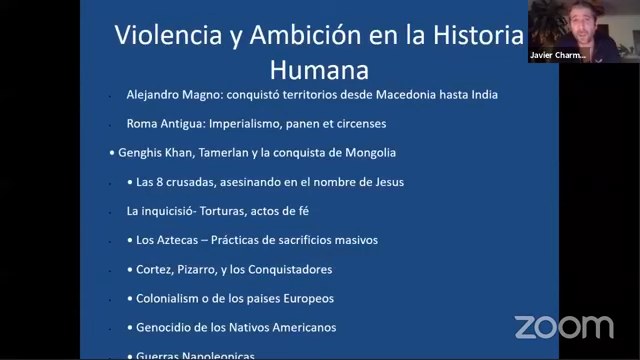 Violencia y Ambición en la Historia
Humana
Javier Charm...
Alejandro Magno: conquistó territorios desde Macedonia hasta India
Roma Antigua: Imperialismo, panen et circenses
• Genghis Khan, Tamerlan y la conquista de Mongolia
• Las 8 crusadas, asesinando en el nombre de Jesus
La inquicisió- Torturas, actos de fé
• Los Aztecas – Prácticas de sacrificios masivos
• Cortez, Pizarro, y los Conquistadores
• Colonialism o de los paises Europeos
• Genocidio de los Nativos Americanos
• Guerras Napoleonicas
zoom